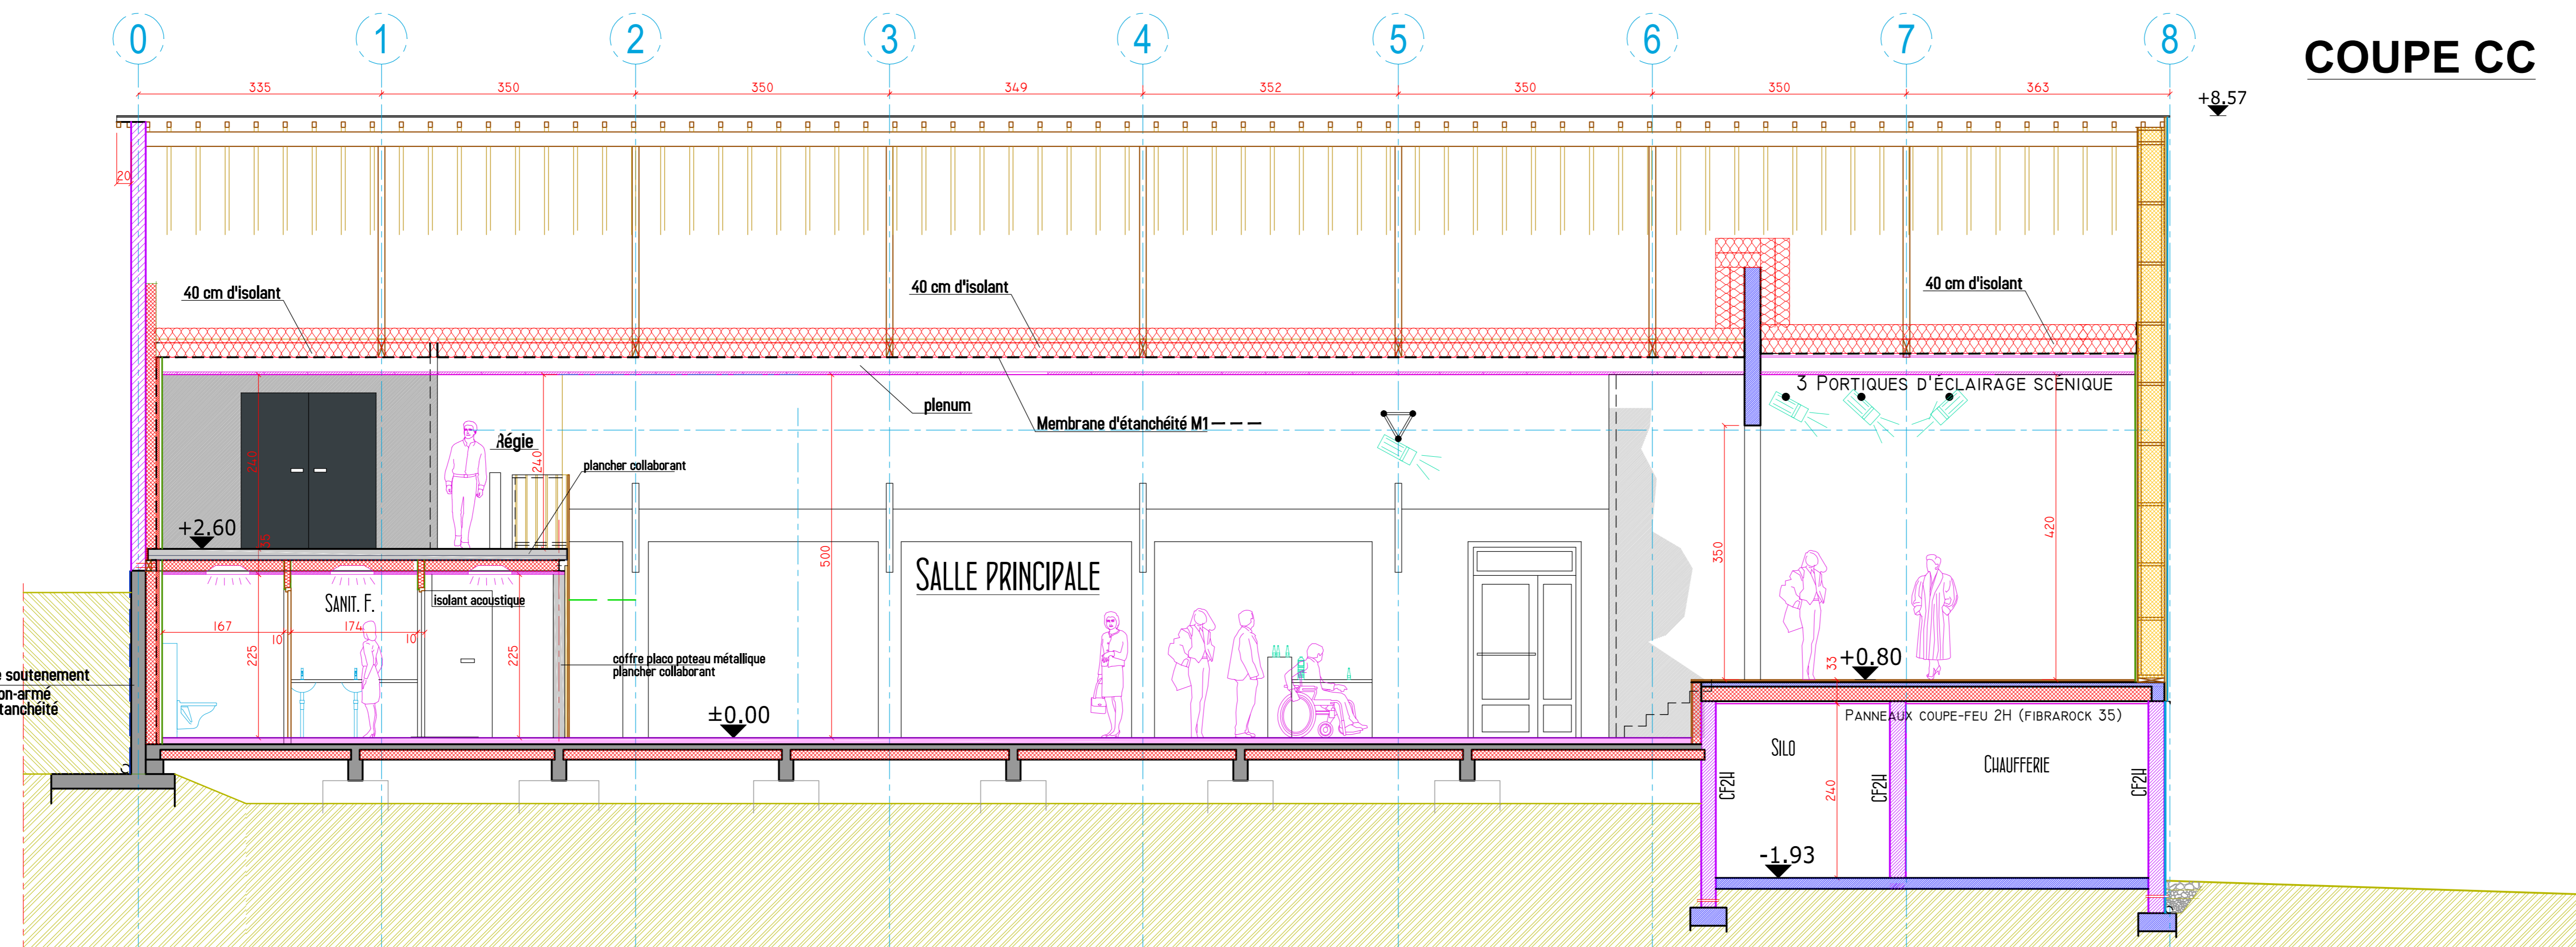 0 1 2 3 4 5 6 7 8
COUPE CC
335 350 350 349 352 350 350 363
+8.57
20
40 cm d'isolant
40 cm d'isolant
40 cm d'isolant
3 PORTIQUES D'ÉCLAIRAGE SCÉNIQUE
plenum
Membrane d'étanchéité M1
Régie
240
240
plancher collaborant
+2.60
35
500
350
420
SALLE PRINCIPALE
SANIT. F.
isolant acoustique
167
10
174
10
225
225
coffre placo poteau métallique
plancher collaborant
e soutenement
on-armé
tanchéité
±0.00
33
+0.80
PANNEAUX COUPE-FEU 2H (FIBRAROCK 35)
SILO
CHAUFFERIE
CF2H
240
CF2H
CF2H
-1.93